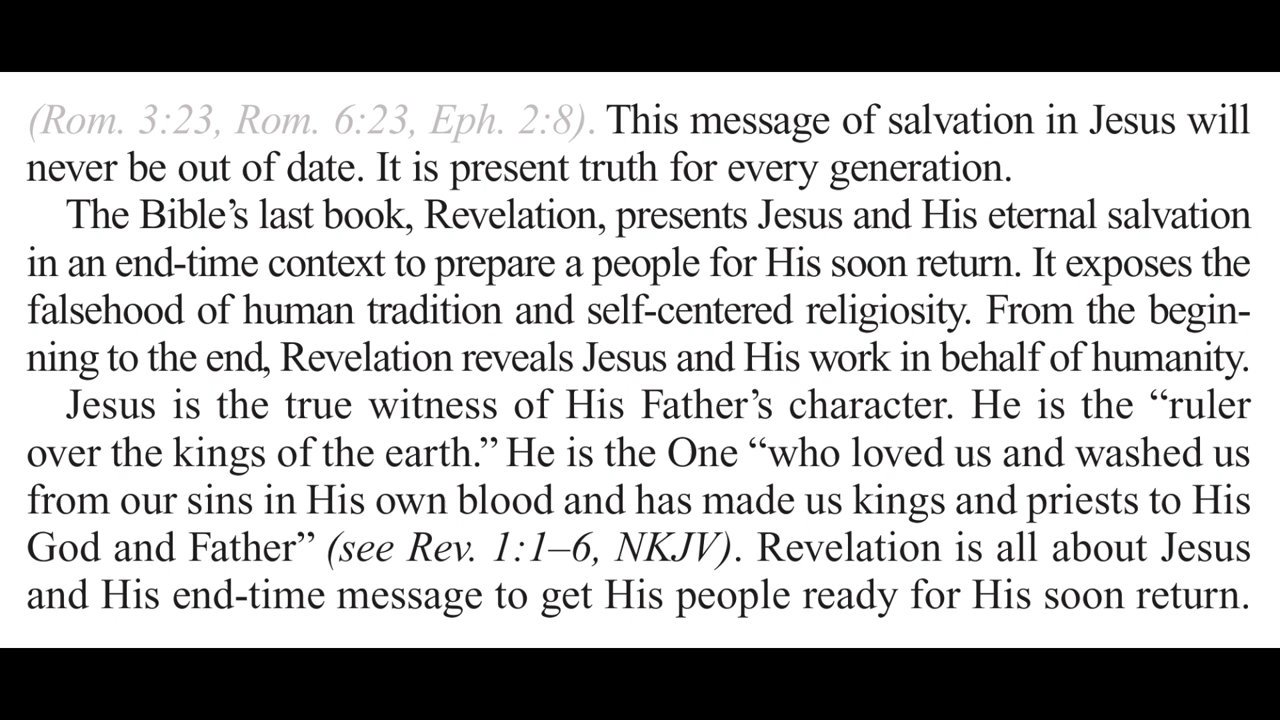 (Rom. 3:23, Rom. 6:23, Eph. 2:8). This message of salvation in Jesus will
never be out of date. It is present truth for every generation.
The Bible’s last book, Revelation, presents Jesus and His eternal salvation
in an end-time context to prepare a people for His soon return. It exposes the
falsehood of human tradition and self-centered religiosity. From the begin-
ning to the end, Revelation reveals Jesus and His work in behalf of humanity.
Jesus is the true witness of His Father’s character. He is the “ruler
over the kings of the earth.” He is the One “who loved us and washed us
from our sins in His own blood and has made us kings and priests to His
God and Father” (see Rev. 1:1–6, NKJV). Revelation is all about Jesus
and His end-time message to get His people ready for His soon return.